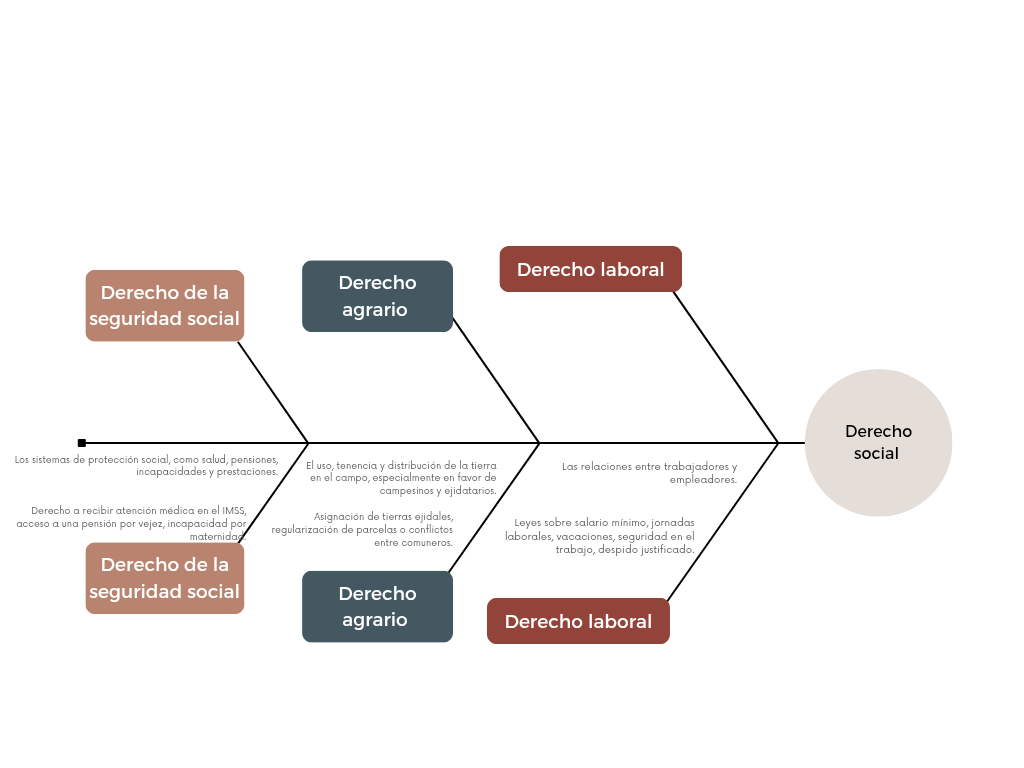 Derecho laboral
Derecho
agrario
Derecho de la
seguridad social
Derecho
social
Los sistemas de protección social, como salud, pensiones,
incapacidades y prestaciones.
Derecho a recibir atención médica en el IMSS,
acceso a una pensión por vejez, incapacidad por
maternidad.
El uso, tenencia y distribución de la tierra
en el campo, especialmente en favor de
campesinos y ejidatarios.
Asignación de tierras ejidales,
regularización de parcelas o conflictos
entre comuneros.
Las relaciones entre trabajadores y
empleadores.
Leyes sobre salario mínimo, jornadas
laborales, vacaciones, seguridad en el
trabajo, despido justificado.
Derecho de la
seguridad social
Derecho
agrario
Derecho laboral